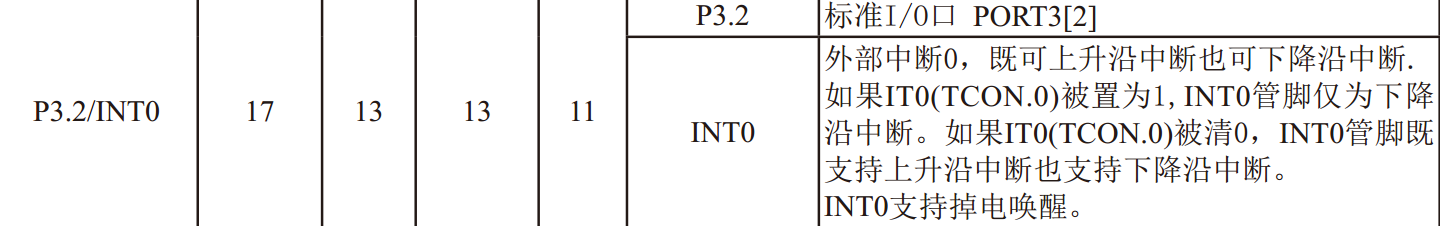 P3.2 标准I/O口 PORT3[2]
P3.2/INT0 17 13 13 11 INT0
外部中断0，既可上升沿中断也可下降沿中断.
如果IT0(TCON.0)被置为1,INT0管脚仅为下降
沿中断。如果IT0(TCON.0)被清0，INT0管脚既
支持上升沿中断也支持下降沿中断。
INT0支持掉电唤醒。